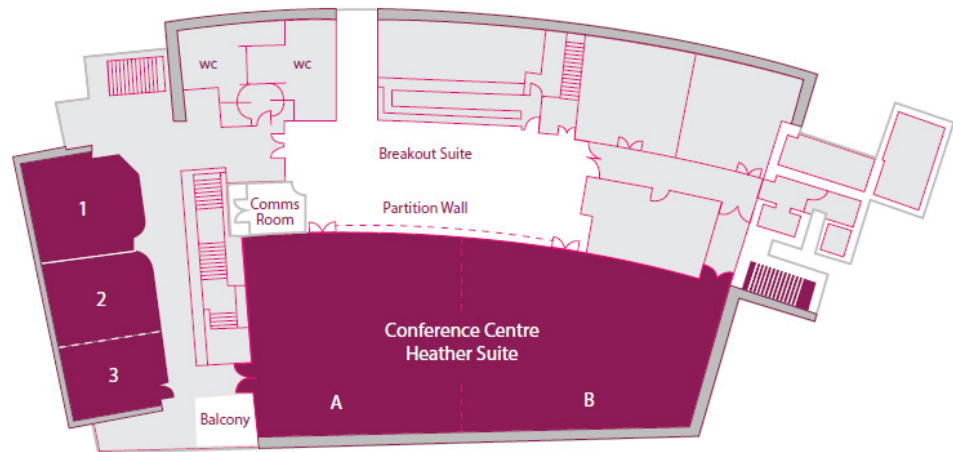 wc
wc
Breakout Suite
1
Comms
Room
Partition Wall
2
Conference Centre
Heather Suite
3
A
B
Balcony